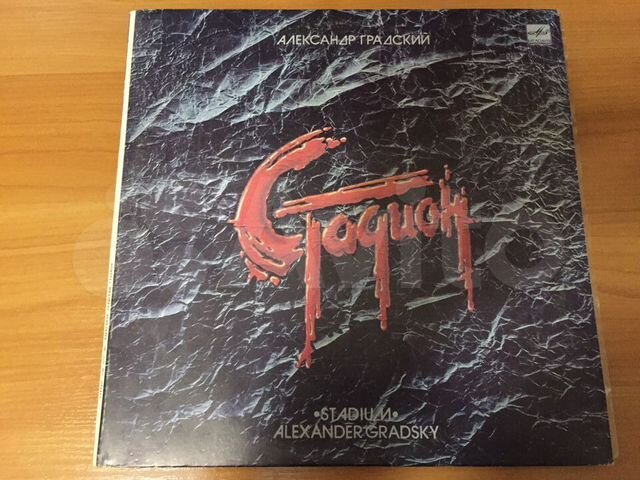 АЛЕКСАНДР ГРАДСКИЙ
Стадион
•STADIUM•
ALEXANDER GRADSKY